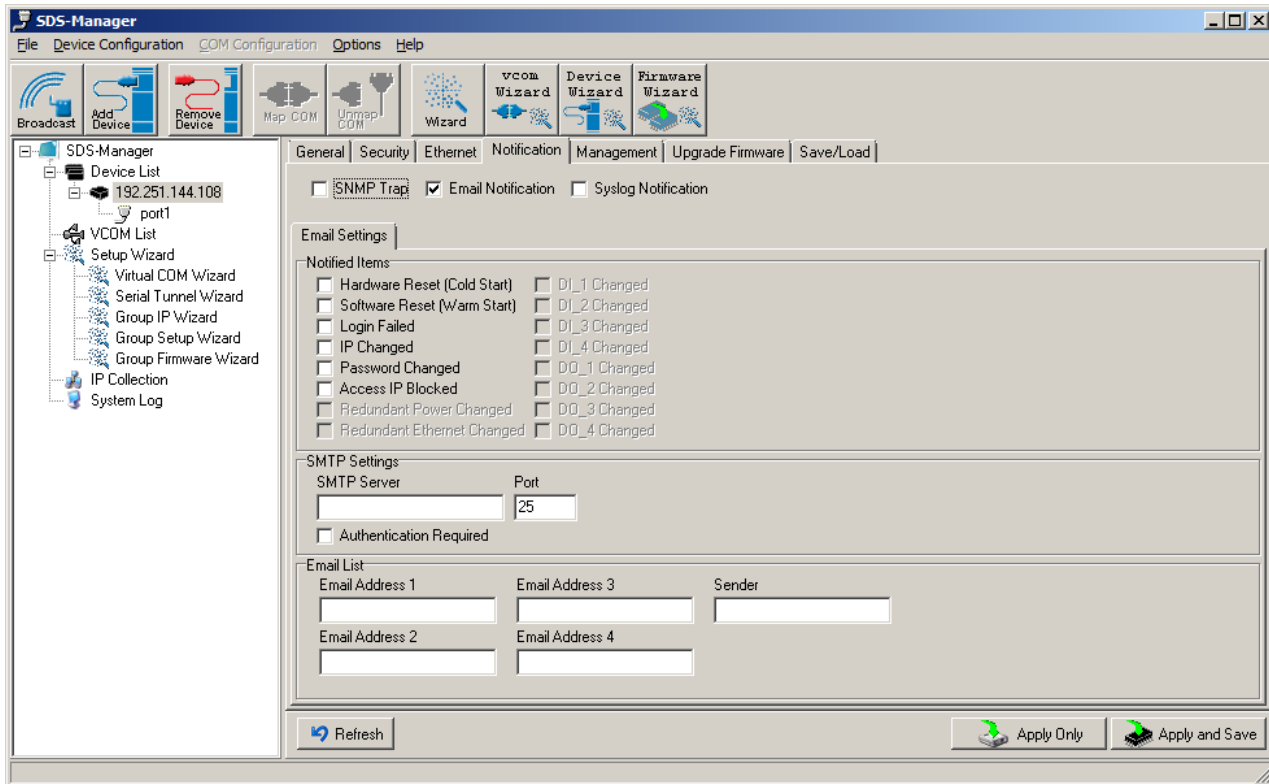 SDS-Manager
File Device Configuration COM Configuration Options Help
Broadcast
Add Device
Remove Device
Map COM
Unmap COM
Wizard
vcom Wizard
Device Wizard
Firmware Wizard
SDS-Manager
Device List
192.251.144.108
port1
VCOM List
Setup Wizard
Virtual COM Wizard
Serial Tunnel Wizard
Group IP Wizard
Group Setup Wizard
Group Firmware Wizard
IP Collection
System Log
General Security Ethernet Notification Management Upgrade Firmware Save/Load
SNMP Trap Email Notification Syslog Notification
Email Settings
Notified Items
Hardware Reset (Cold Start) DI_1 Changed
Software Reset (Warm Start) DI_2 Changed
Login Failed DI_3 Changed
IP Changed DI_4 Changed
Password Changed DO_1 Changed
Access IP Blocked DO_2 Changed
Redundant Power Changed DO_3 Changed
Redundant Ethernet Changed DO_4 Changed
SMTP Settings
SMTP Server Port
25
Authentication Required
Email List
Email Address 1 Email Address 3 Sender
Email Address 2 Email Address 4
Refresh Apply Only Apply and Save